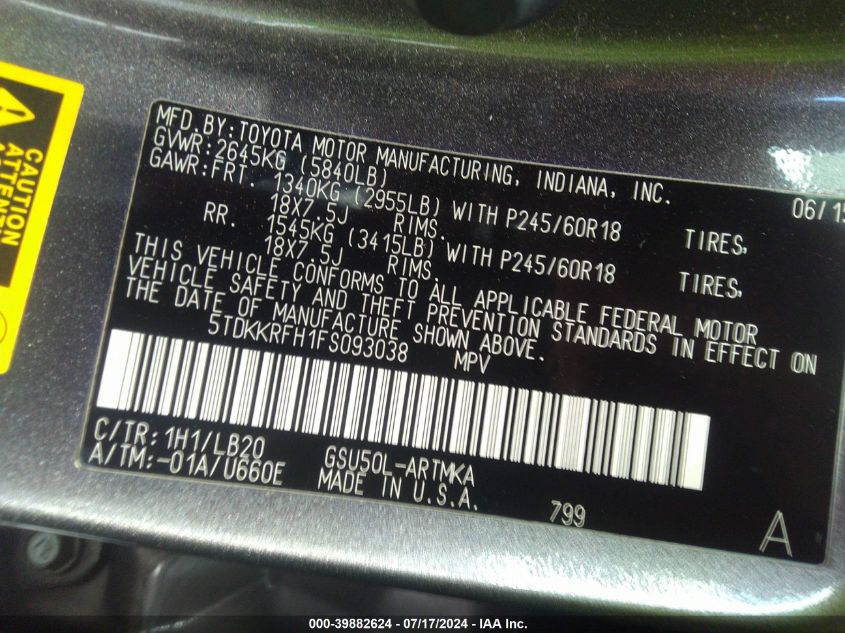 CAUTION
MFD. BY: TOYOTA MOTOR MANUFACTURING, INDIANA, INC. 06/15
GVWR: 2645KG (5840LB)
GAWR: FRT. 1340KG (2955LB) WITH P245/60R18 TIRES,
18X7.5J RIMS.
RR. 1545KG (3415LB) WITH P245/60R18 TIRES,
18X7.5J RIMS.
THIS VEHICLE CONFORMS TO ALL APPLICABLE FEDERAL MOTOR
VEHICLE SAFETY AND THEFT PREVENTION STANDARDS IN EFFECT ON
THE DATE OF MANUFACTURE SHOWN ABOVE.
5TDKKRFH1FS093038 MPV
C/TR: 1H1/LB20 GSU50L-ARTMKA
A/TM:-01A/U660E MADE IN U.S.A. 799
A
000-39882624 - 07/17/2024 - IAA Inc.